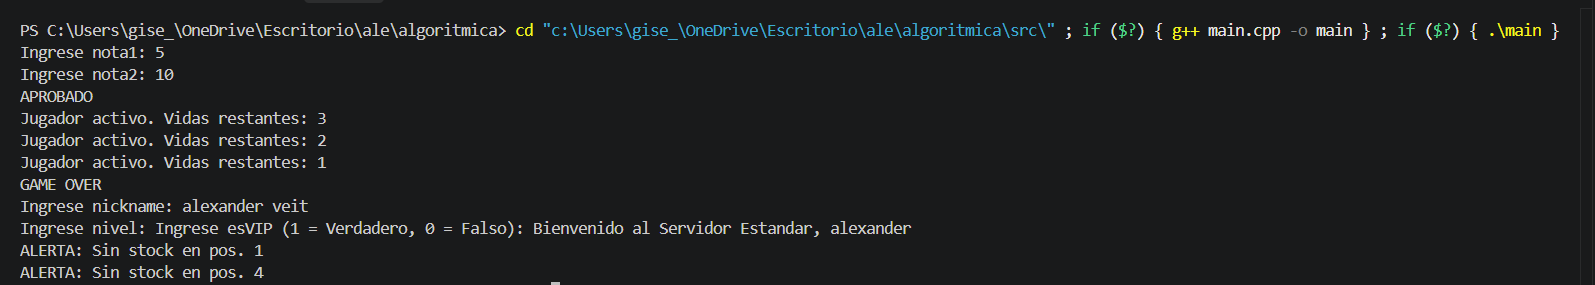 PS C:\Users\gise_\OneDrive\Escritorio\ale\algoritmica> cd "c:\Users\gise_\OneDrive\Escritorio\ale\algoritmica\src\" ; if ($?) { g++ main.cpp -o main } ; if ($?) { .\main }
Ingrese nota1: 5
Ingrese nota2: 10
APROBADO
Jugador activo. Vidas restantes: 3
Jugador activo. Vidas restantes: 2
Jugador activo. Vidas restantes: 1
GAME OVER
Ingrese nickname: alexander veit
Ingrese nivel: Ingrese esVIP (1 = Verdadero, 0 = Falso): Bienvenido al Servidor Estandar, alexander
ALERTA: Sin stock en pos. 1
ALERTA: Sin stock en pos. 4